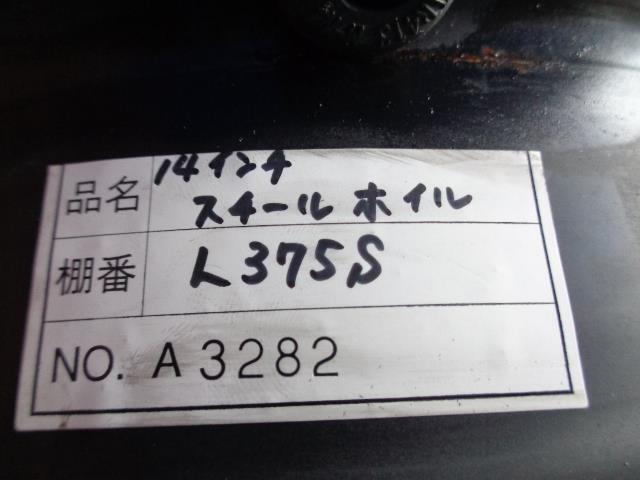 品名 14インチ
スチール ホイル
棚番 L375S
NO. A3282